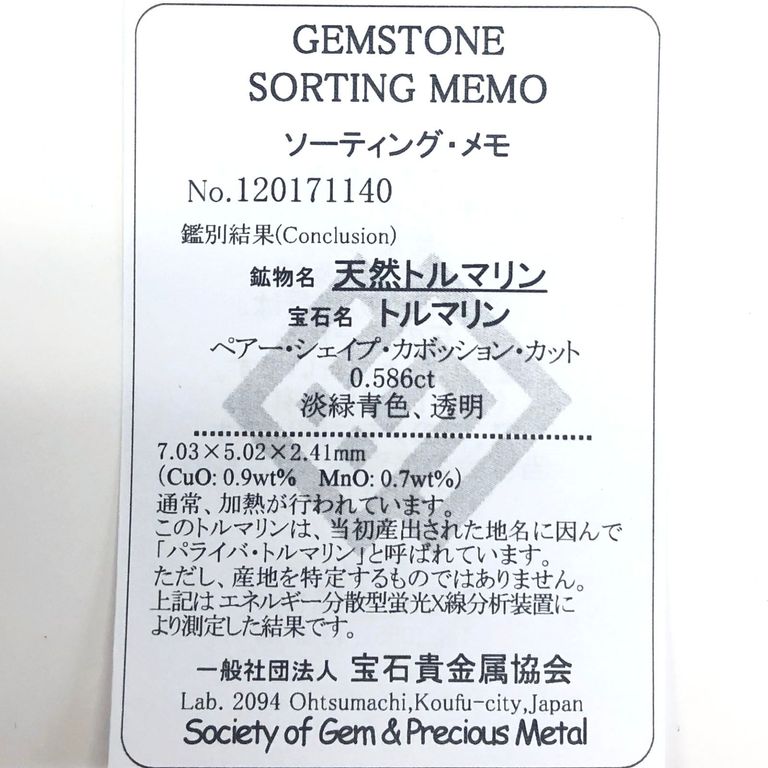 GEMSTONE
SORTING MEMO
ソーティング・メモ
No.120171140
鑑別結果(Conclusion)
鉱物名 天然トルマリン
宝石名 トルマリン
ペアー・シェイプ・カボッション・カット
0.586ct
淡緑青色、透明
7.03×5.02×2.41mm
(CuO: 0.9wt% MnO: 0.7wt%)
通常、加熱が行われています。
このトルマリンは、当初産出された地名に因んで
「パライバ・トルマリン」と呼ばれています。
ただし、産地を特定するものではありません。
上記は エネルギー分散型蛍光X線分析装置に
より測定した結果です。
一般社団法人 宝石貴金属協会
Lab. 2094 Ohtsumachi,Koufu-city,Japan
Society of Gem & Precious Metal